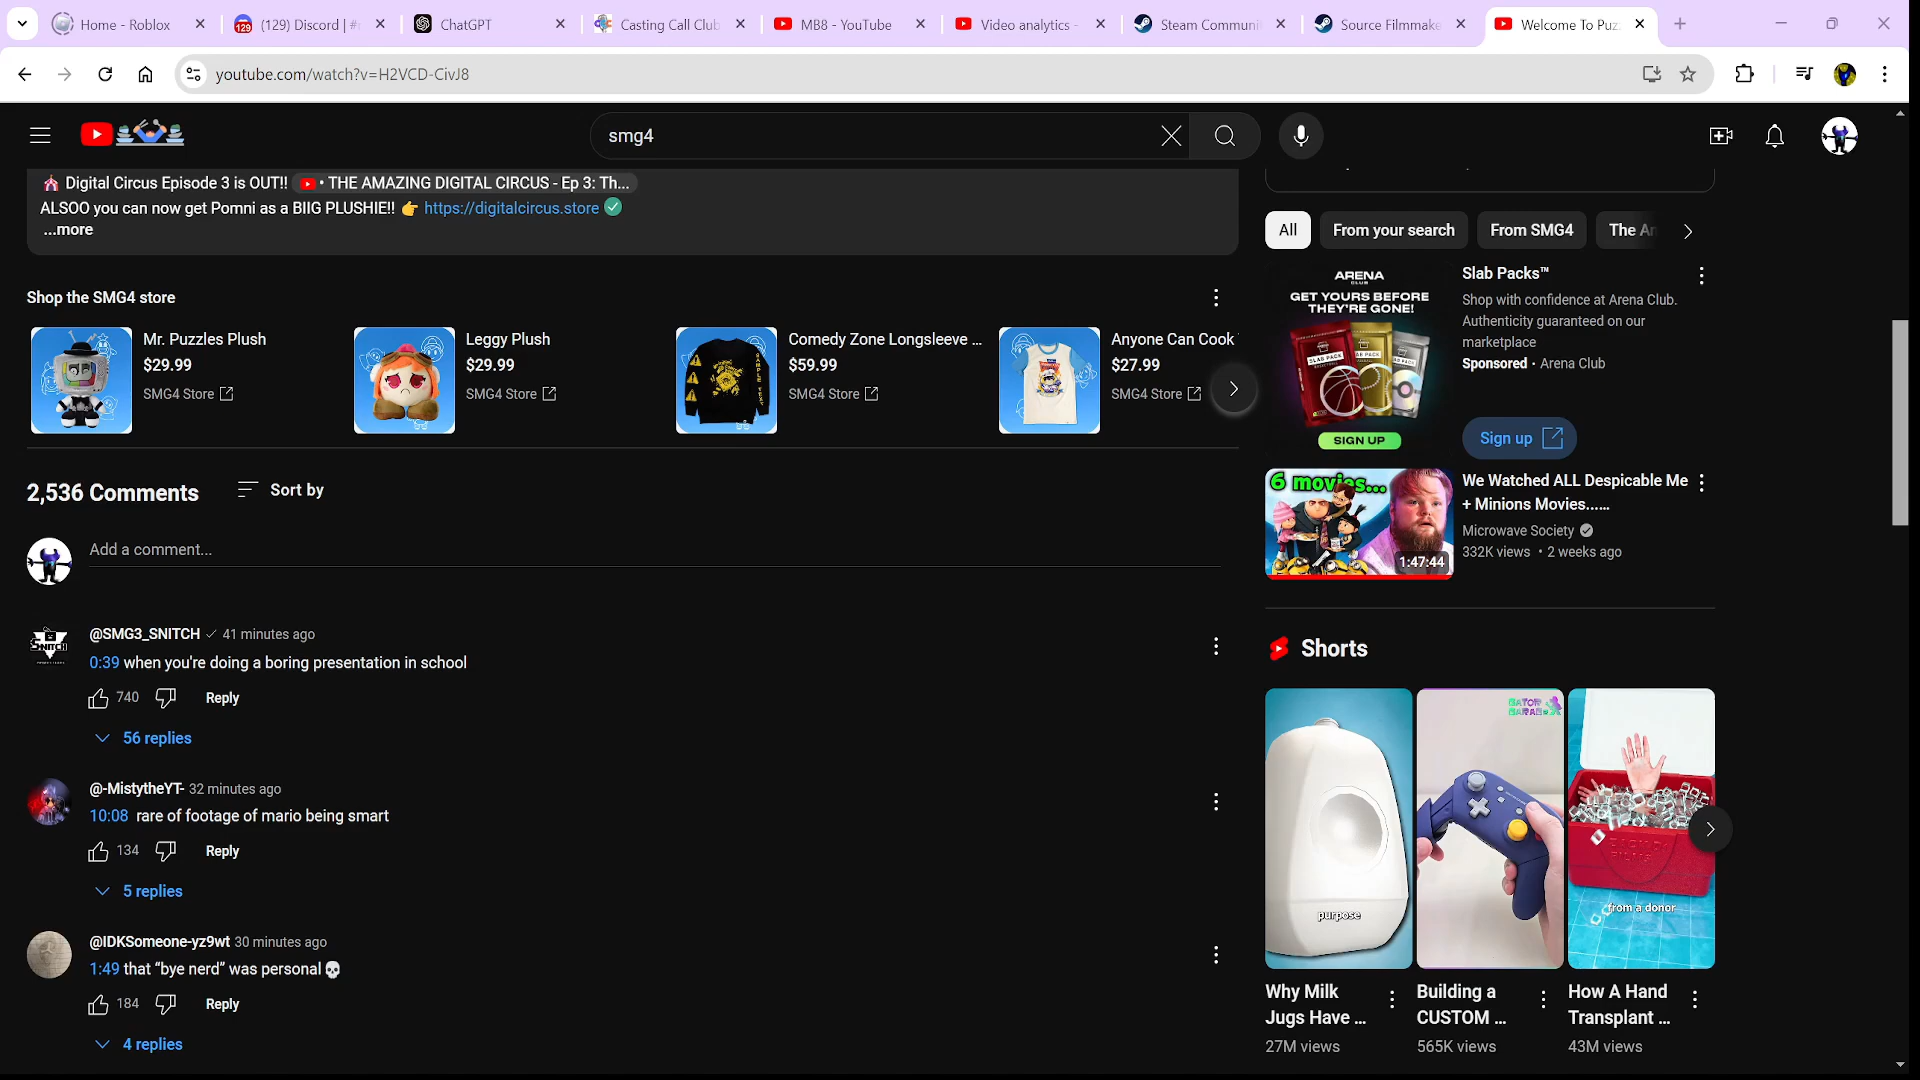 Home - Roblox
(129) Discord | #
ChatGPT
Casting Call Club
MB8 - YouTube
Video analytics -
Steam Communi
Source Filmmake
Welcome To Puz
youtube.com/watch?v=H2VCD-CivJ8
smg4
🎪 Digital Circus Episode 3 is OUT!! • THE AMAZING DIGITAL CIRCUS - Ep 3: Th...
ALSOO you can now get Pomni as a BIIG PLUSHIE!! 👉 https://digitalcircus.store
...more
Shop the SMG4 store
Mr. Puzzles Plush
$29.99
SMG4 Store
Leggy Plush
$29.99
SMG4 Store
Comedy Zone Longsleeve ...
$59.99
SMG4 Store
Anyone Can Cook
$27.99
SMG4 Store
2,536 Comments
Sort by
Add a comment...
@SMG3_SNITCH 41 minutes ago
0:39 when you're doing a boring presentation in school
740
Reply
56 replies
@-MistytheYT- 32 minutes ago
10:08 rare of footage of mario being smart
134
Reply
5 replies
@IDKSomeone-yz9wt 30 minutes ago
1:49 that “bye nerd” was personal💀
184
Reply
4 replies
All
From your search
From SMG4
The Am
ARENA
CLUB
GET YOURS BEFORE
THEY'RE GONE!
SLAB PACK
SIGN UP
Slab Packs™
Shop with confidence at Arena Club.
Authenticity guaranteed on our
marketplace
Sponsored • Arena Club
Sign up
6 movies...
1:47:44
We Watched ALL Despicable Me
+ Minions Movies......
Microwave Society
332K views • 2 weeks ago
Shorts
purpose
from a donor
Why Milk
Jugs Have ...
27M views
Building a
CUSTOM ...
565K views
How A Hand
Transplant ...
43M views